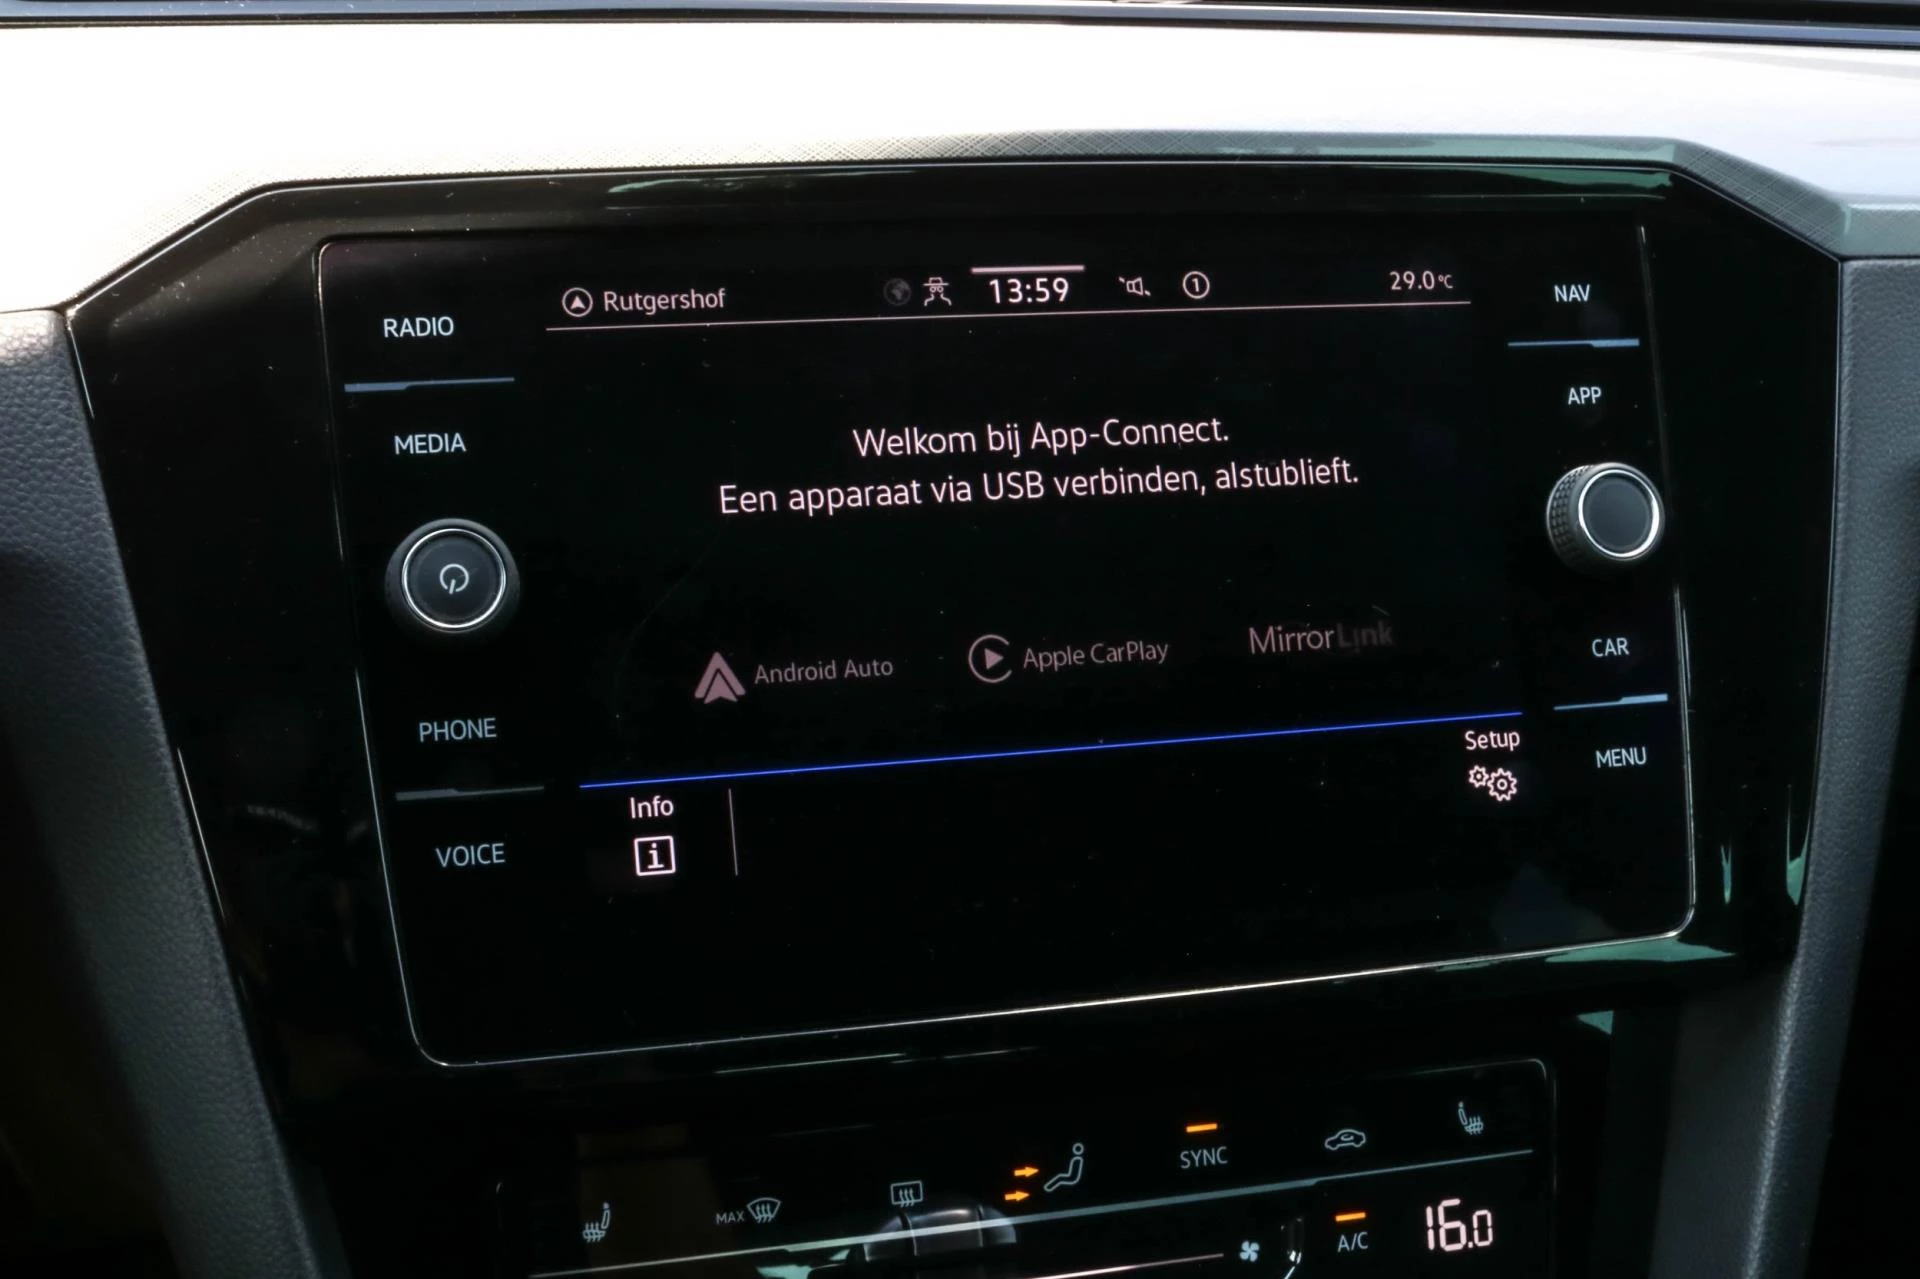 Rutgershof 13:59 1 29.0°C
RADIO
MEDIA
PHONE
VOICE
Welkom bij App-Connect.
Een apparaat via USB verbinden, alstublieft.
Android Auto Apple CarPlay MirrorLink
Info
i
Setup
NAV
APP
CAR
MENU
MAX
SYNC
A/C
16.0